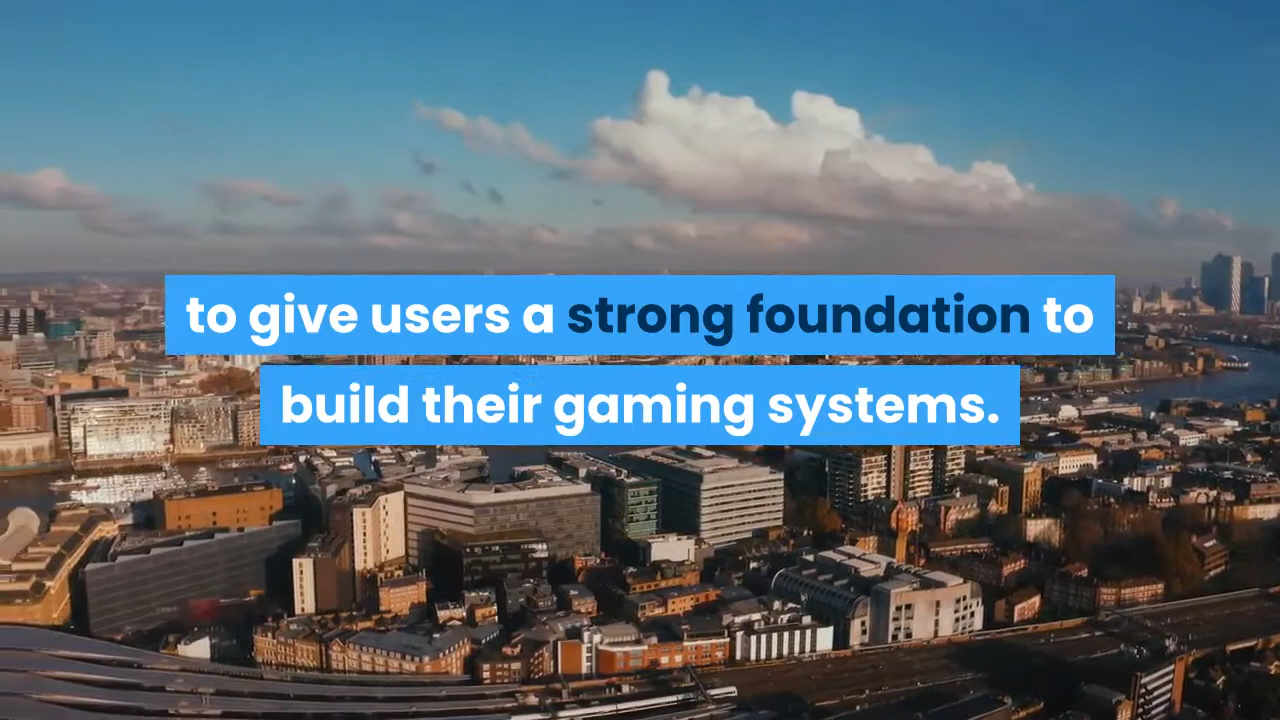 to give users a strong foundation to
build their gaming systems.